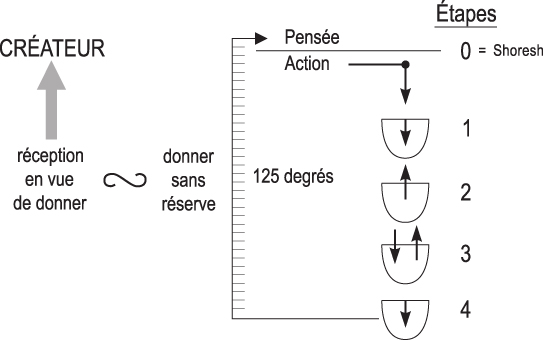 Étapes
Pensée
0 = Shoresh
CRÉATEUR
Action
1
réception
en vue
de donner
donner
sans
réserve
125 degrés
2
3
4